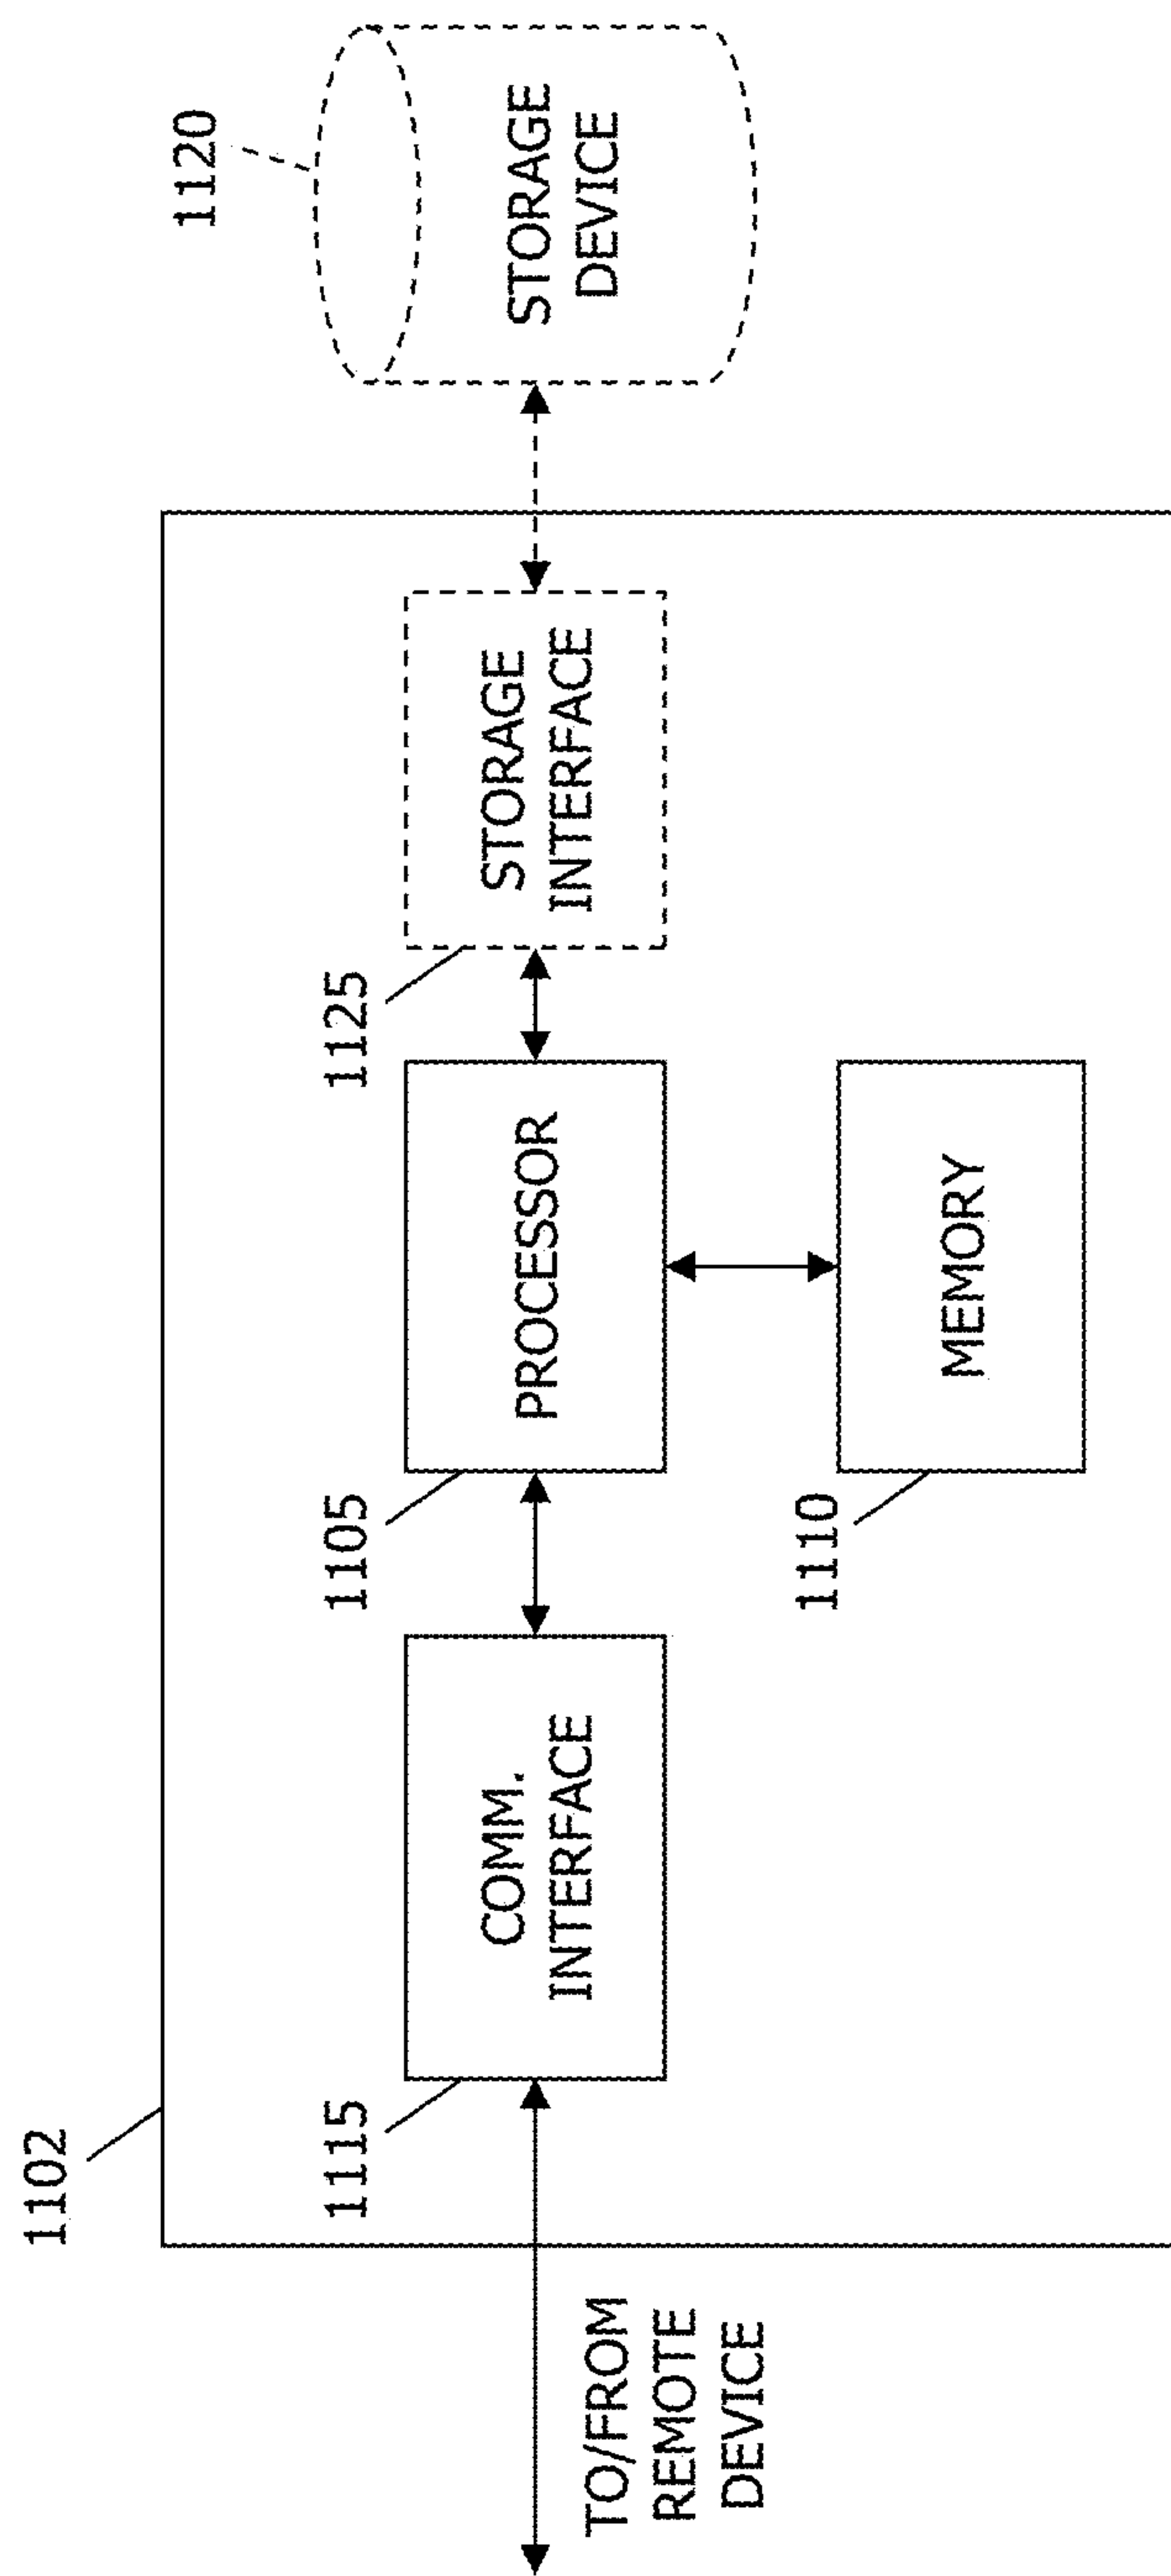 1102
1120
1115
1105
1125
COMM.
INTERFACE
PROCESSOR
STORAGE
INTERFACE
STORAGE
DEVICE
TO/FROM
REMOTE
DEVICE
1110
MEMORY